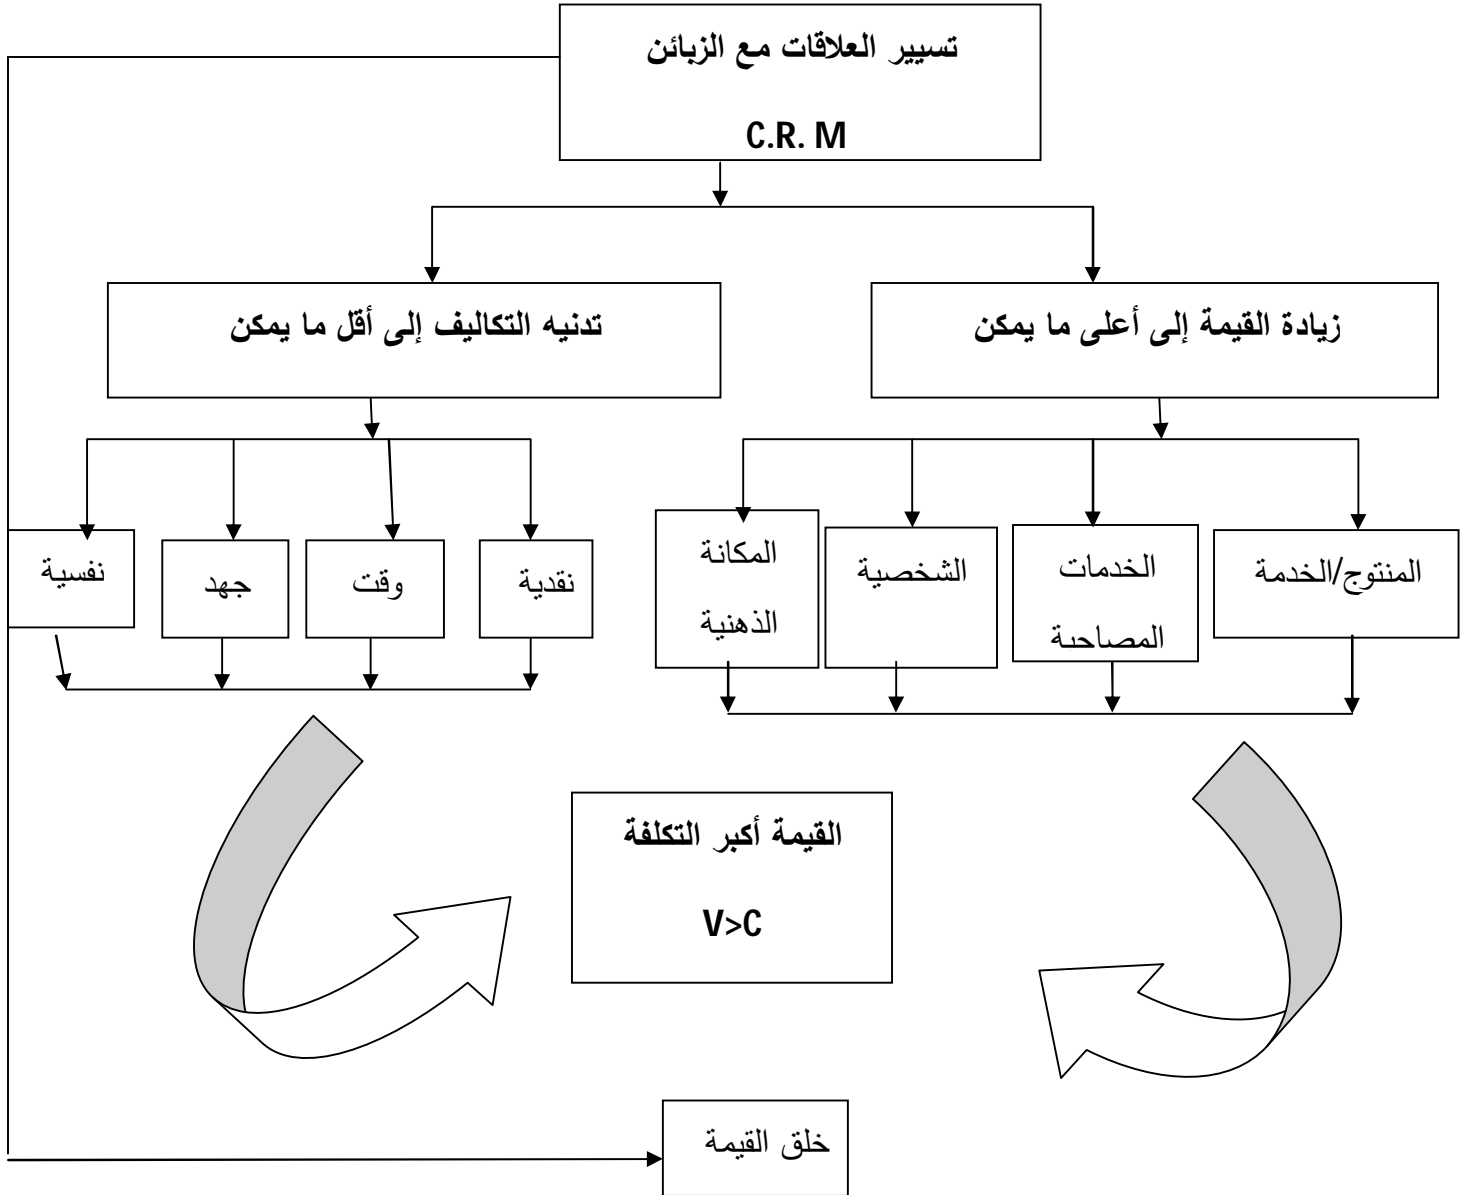 تسيير العلاقات مع الزبائن
C.R. M
زيادة القيمة إلى أعلى ما يمكن
تدنيه التكاليف إلى أقل ما يمكن
المنتوج/الخدمة
الخدمات
المصاحبة
الشخصية
المكانة
الذهنية
نقدية
وقت
جهد
نفسية
القيمة أكبر التكلفة
V>C
خلق القيمة